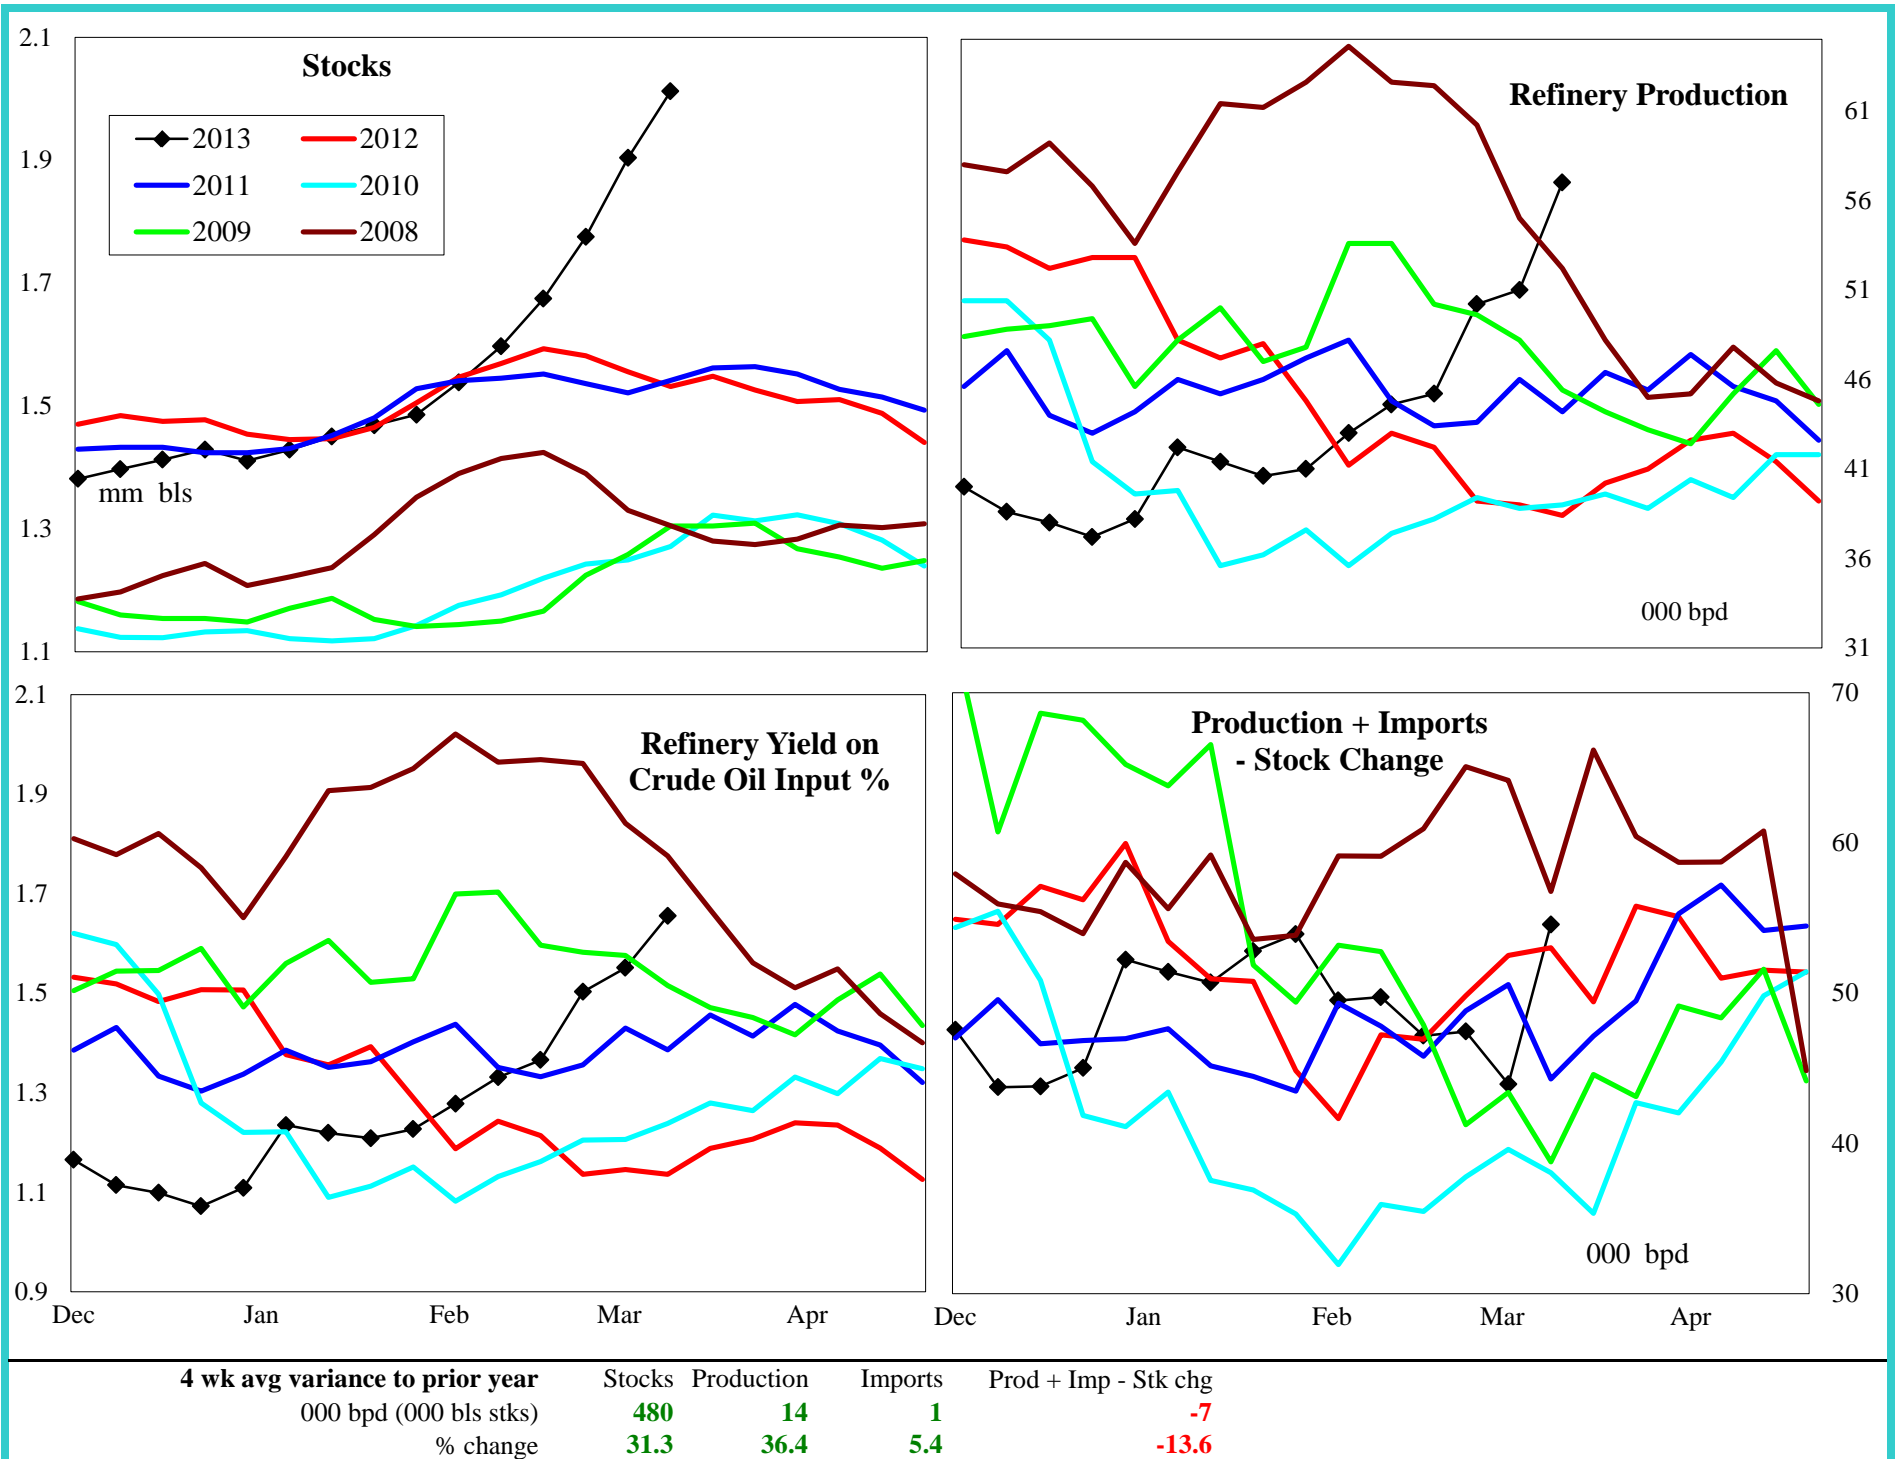 Stocks
2.1
1.9
1.7
1.5
1.3
1.1
2013 2012
2011 2010
2009 2008
mm bls
Refinery Production
61
56
51
46
41
36
31
000 bpd
Refinery Yield on
Crude Oil Input %
2.1
1.9
1.7
1.5
1.3
1.1
0.9
Dec Jan Feb Mar Apr
Production + Imports
- Stock Change
70
60
50
40
30
000 bpd
Dec Jan Feb Mar Apr
4 wk avg variance to prior year Stocks Production Imports Prod + Imp - Stk chg
000 bpd (000 bls stks) 480 14 1 -7
% change 31.3 36.4 5.4 -13.6